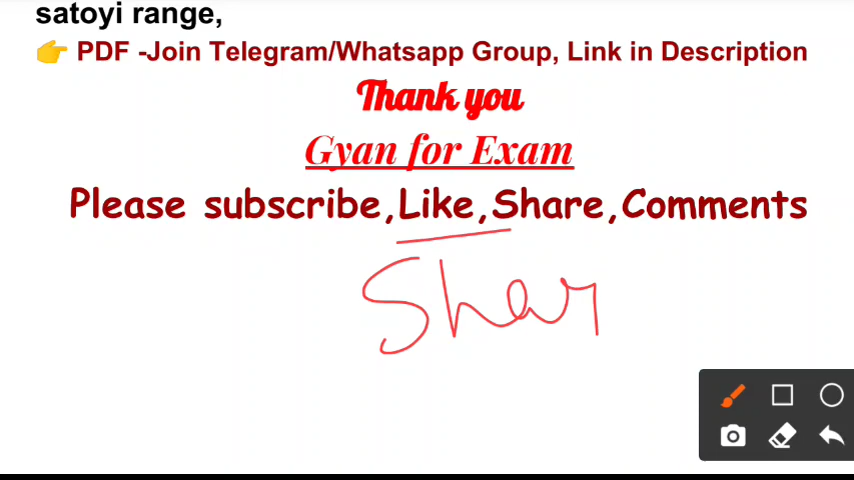 satoyi range,
👉 PDF -Join Telegram/Whatsapp Group, Link in Description
Thank you
Gyan for Exam
Please subscribe,Like,Share,Comments
Shar